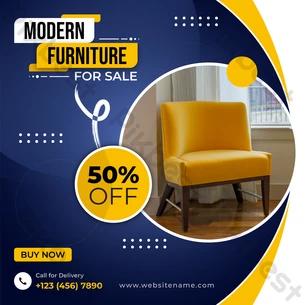 MODERN
FURNITURE
FOR SALE
50%
OFF
BUY NOW
Call for Delivery
+123 (456) 7890
www.websitename.com